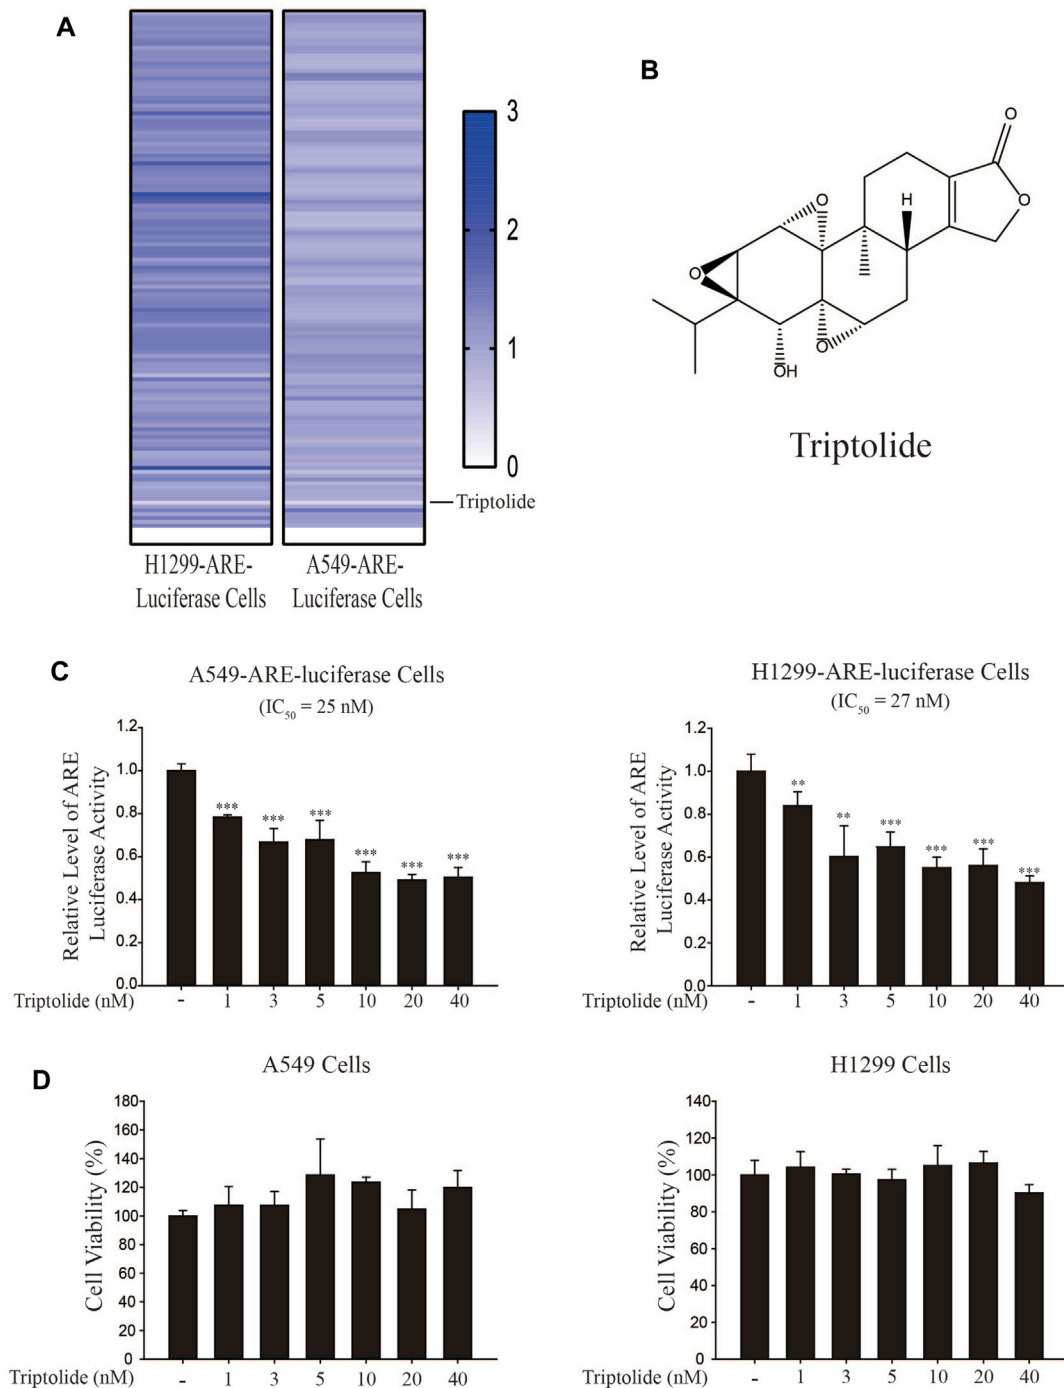 A
B
3
2
1
0
Triptolide
H1299-ARE-
Luciferase Cells
A549-ARE-
Luciferase Cells
O
O
H
O
O
O
OH
Triptolide
C
A549-ARE-luciferase Cells
(IC50 = 25 nM)
Relative Level of ARE
Luciferase Activity
1.2
1.0
0.8
0.6
0.4
0.2
0.0
*** *** *** *** *** ***
Triptolide (nM) - 1 3 5 10 20 40
H1299-ARE-luciferase Cells
(IC50 = 27 nM)
Relative Level of ARE
Luciferase Activity
1.2
1.0
0.8
0.6
0.4
0.2
0.0
** ** *** *** *** ***
Triptolide (nM) - 1 3 5 10 20 40
D
A549 Cells
Cell Viability (%)
180
160
140
120
100
80
60
40
20
0
Triptolide (nM) - 1 3 5 10 20 40
H1299 Cells
Cell Viability (%)
140
120
100
80
60
40
20
0
Triptolide (nM) - 1 3 5 10 20 40